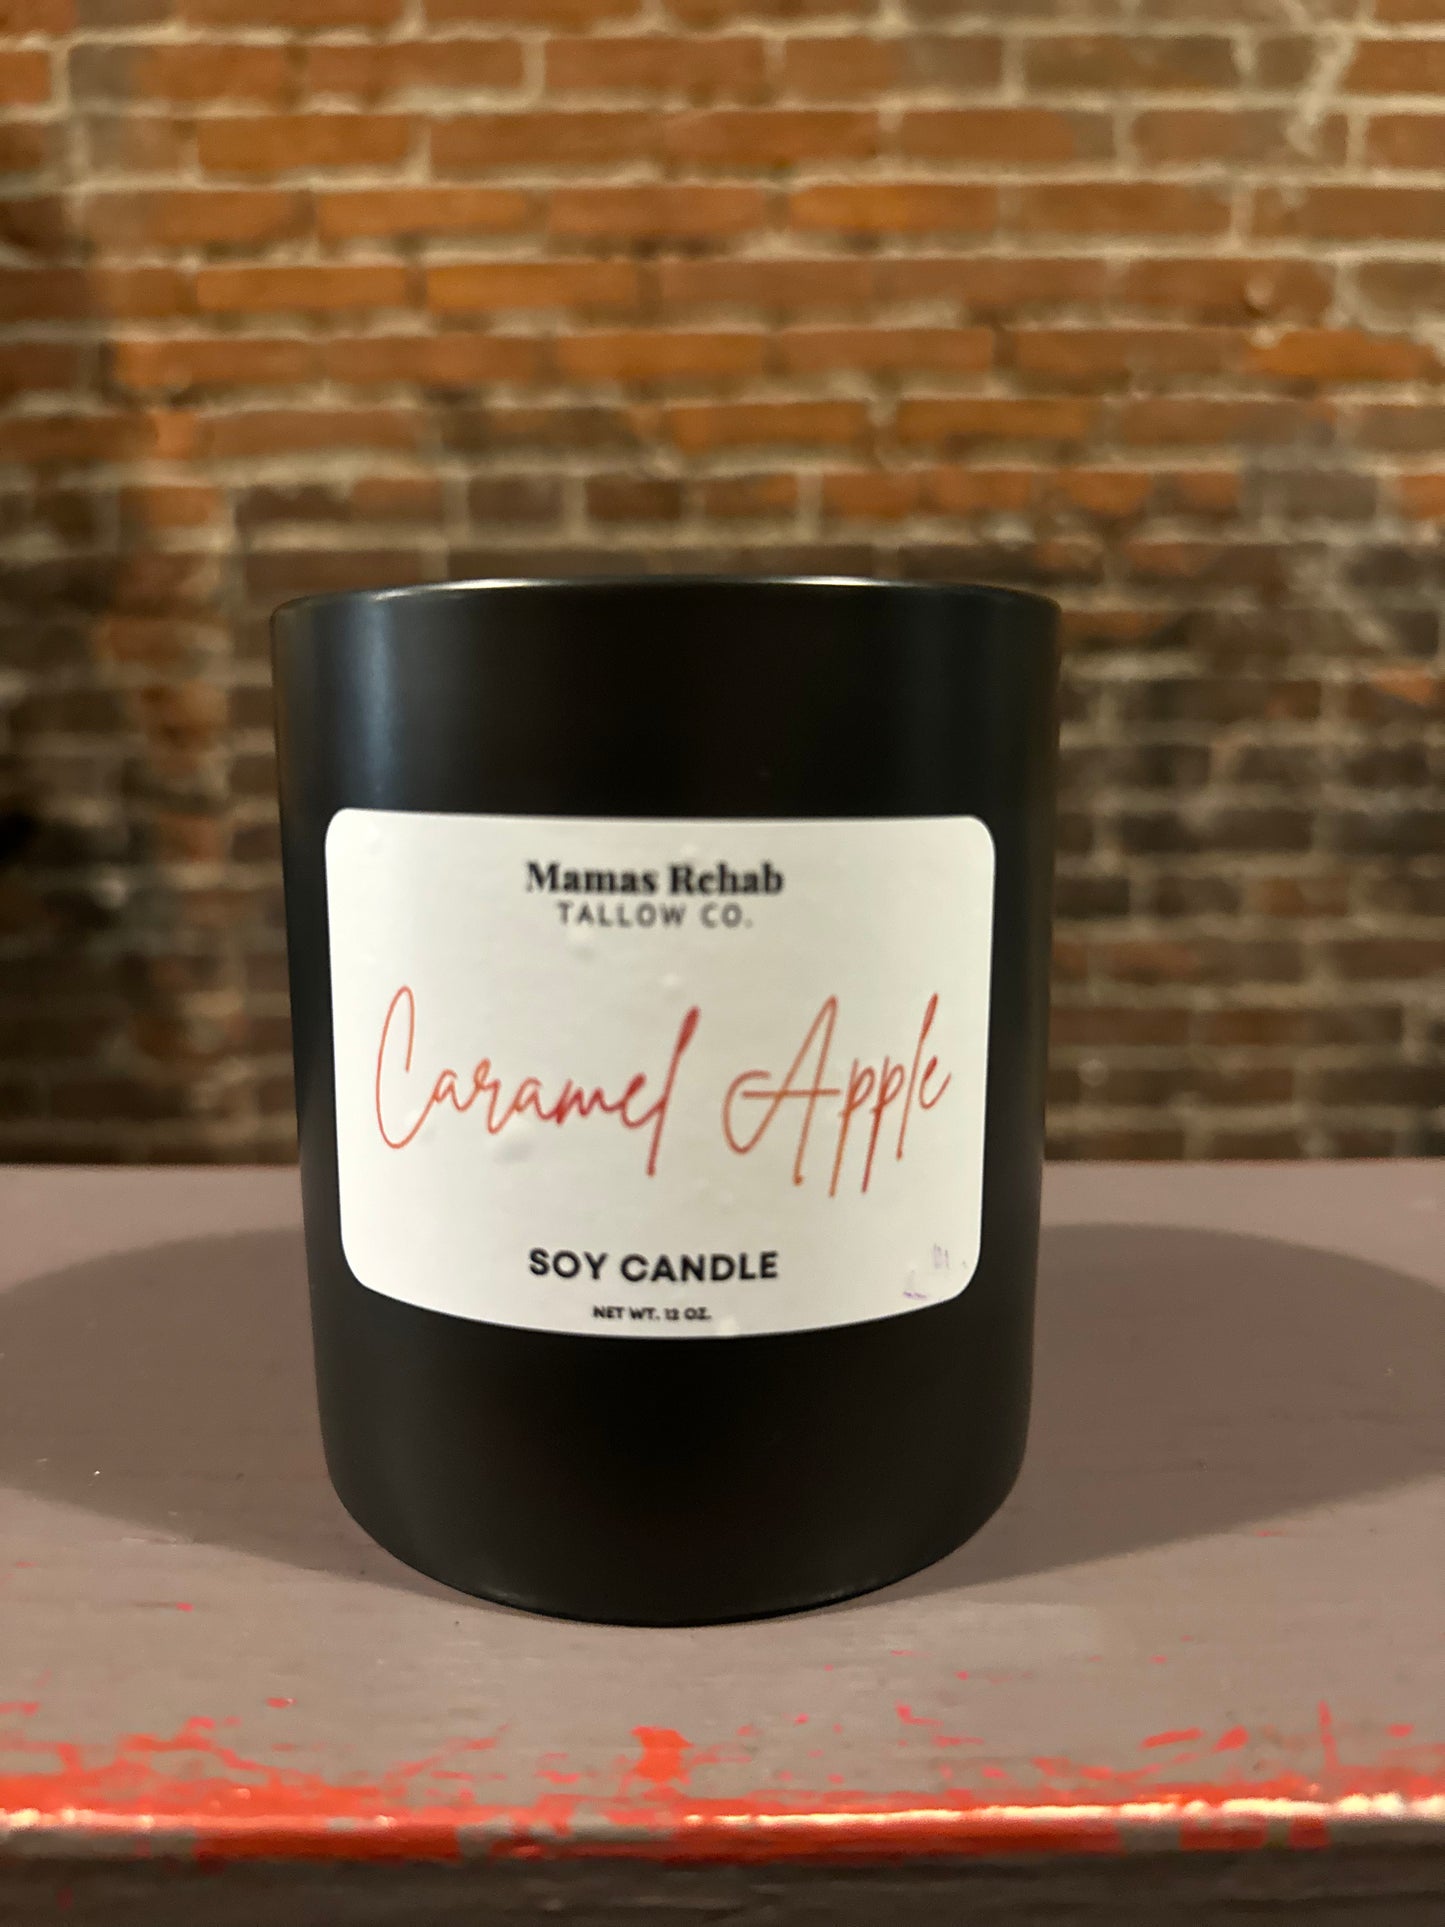 Mamas Rehab
TALLOW CO.
Caramel Apple
SOY CANDLE
NET WT. 12 OZ.